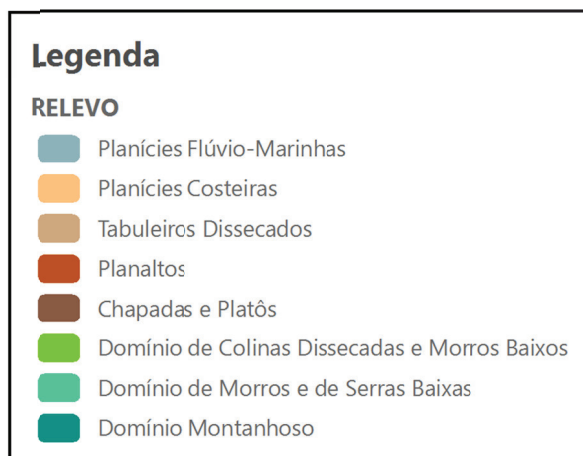 Legenda
RELEVO
Planícies Flúvio-Marinhas
Planícies Costeiras
Tabuleiros Dissecados
Planaltos
Chapadas e Platôs
Domínio de Colinas Dissecadas e Morros Baixos
Domínio de Morros e de Serras Baixas
Domínio Montanhoso